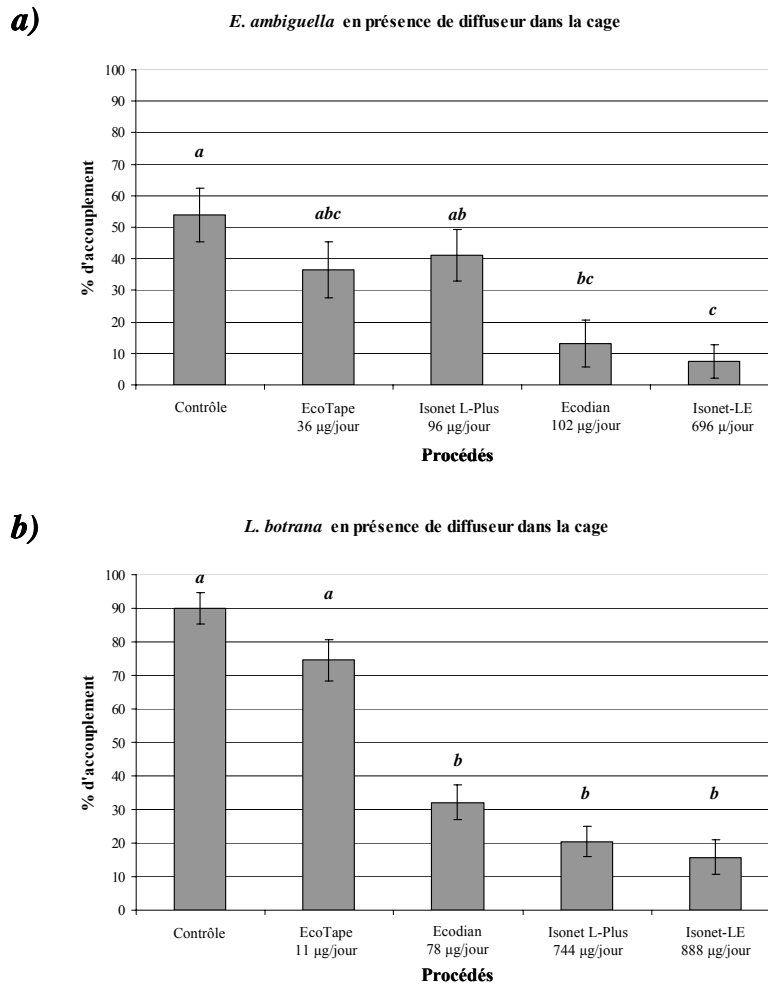 a)
E. ambiguella en présence de diffuseur dans la cage
100
90
80
70
60
50
40
30
20
10
0
% d'accouplement
a
abc
ab
bc
c
Contrôle
EcoTape
36 µg/jour
Isonet L-Plus
96 µg/jour
Ecodian
102 µg/jour
Isonet-LE
696 µ/jour
Procédés
b)
L. botrana en présence de diffuseur dans la cage
100
90
80
70
60
50
40
30
20
10
0
% d'accouplement
a
a
b
b
b
Contrôle
EcoTape
11 µg/jour
Ecodian
78 µg/jour
Isonet L-Plus
744 µg/jour
Isonet-LE
888 µg/jour
Procédés